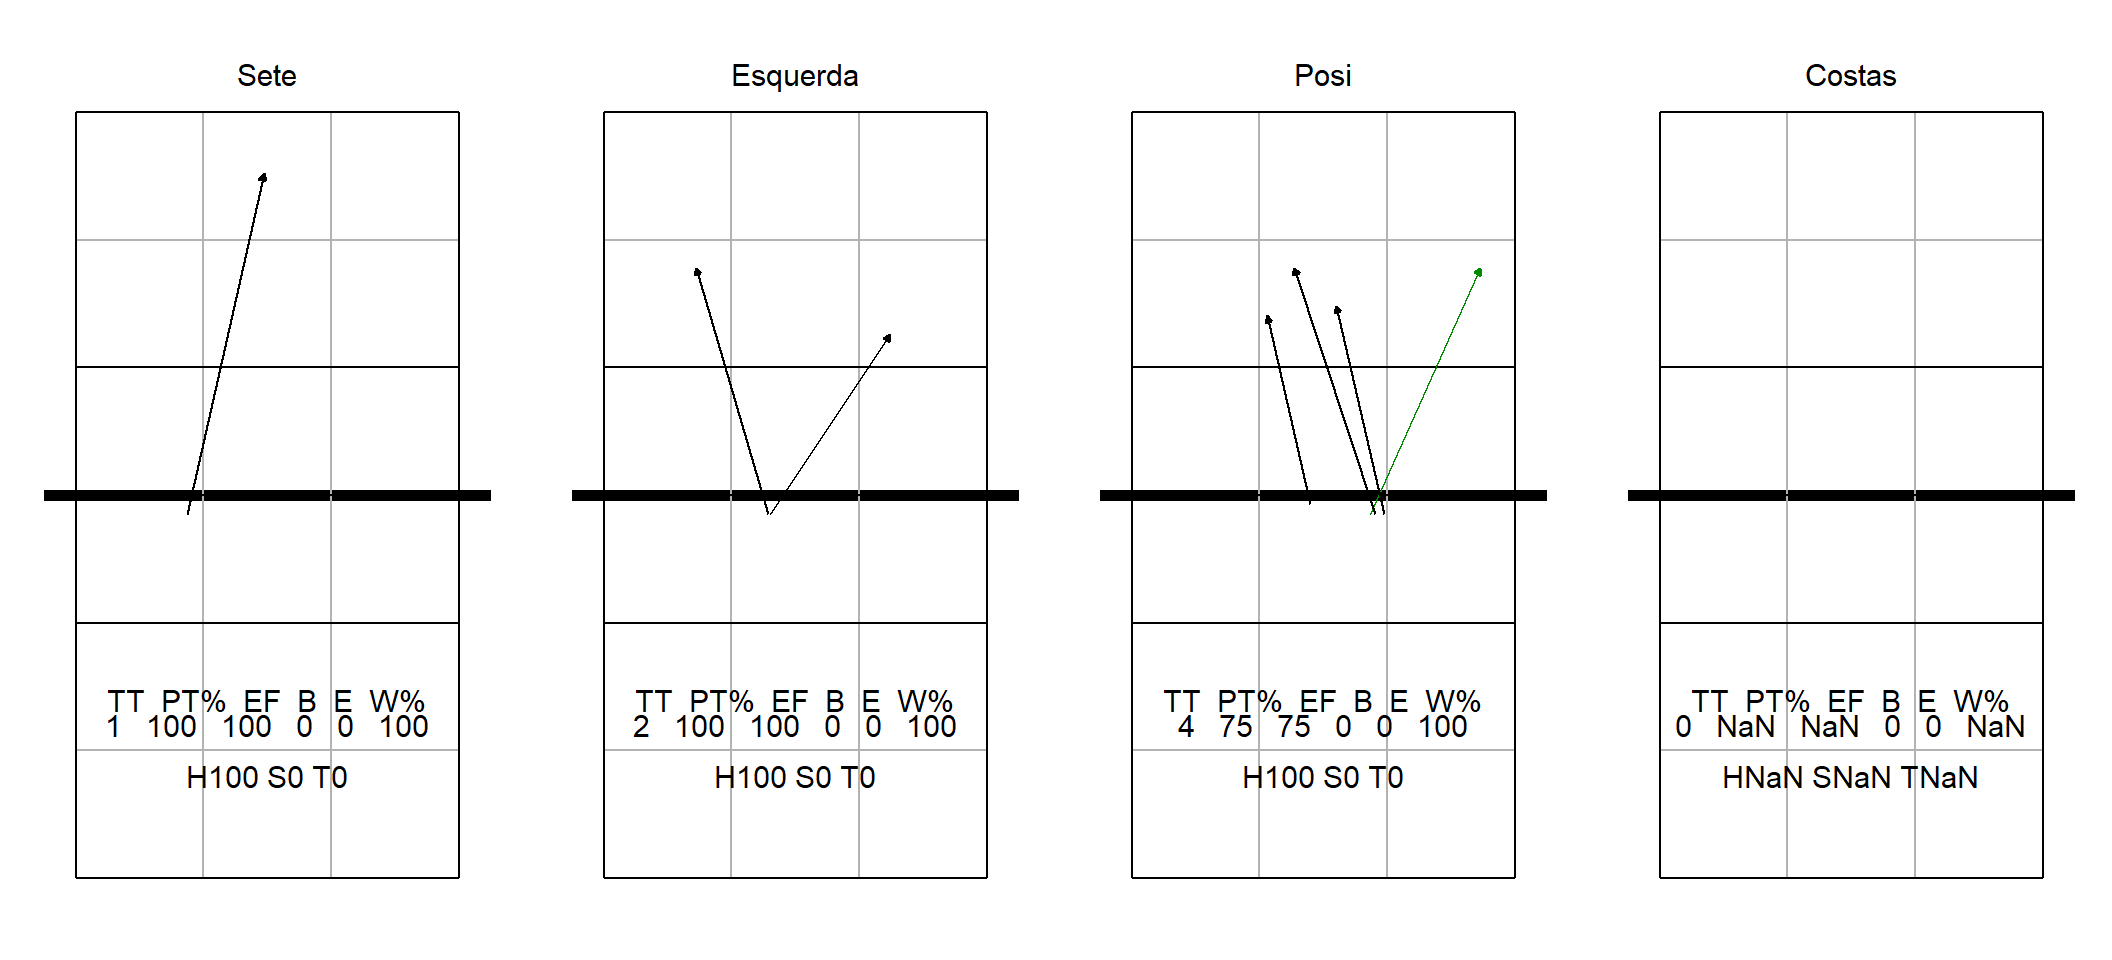 Sete
TT PT% EF B E W%
1 100 100 0 0 100
H100 S0 T0
Esquerda
TT PT% EF B E W%
2 100 100 0 0 100
H100 S0 T0
Posi
TT PT% EF B E W%
4 75 75 0 0 100
H100 S0 T0
Costas
TT PT% EF B E W%
0 NaN NaN 0 0 NaN
HNaN SNaN TNaN